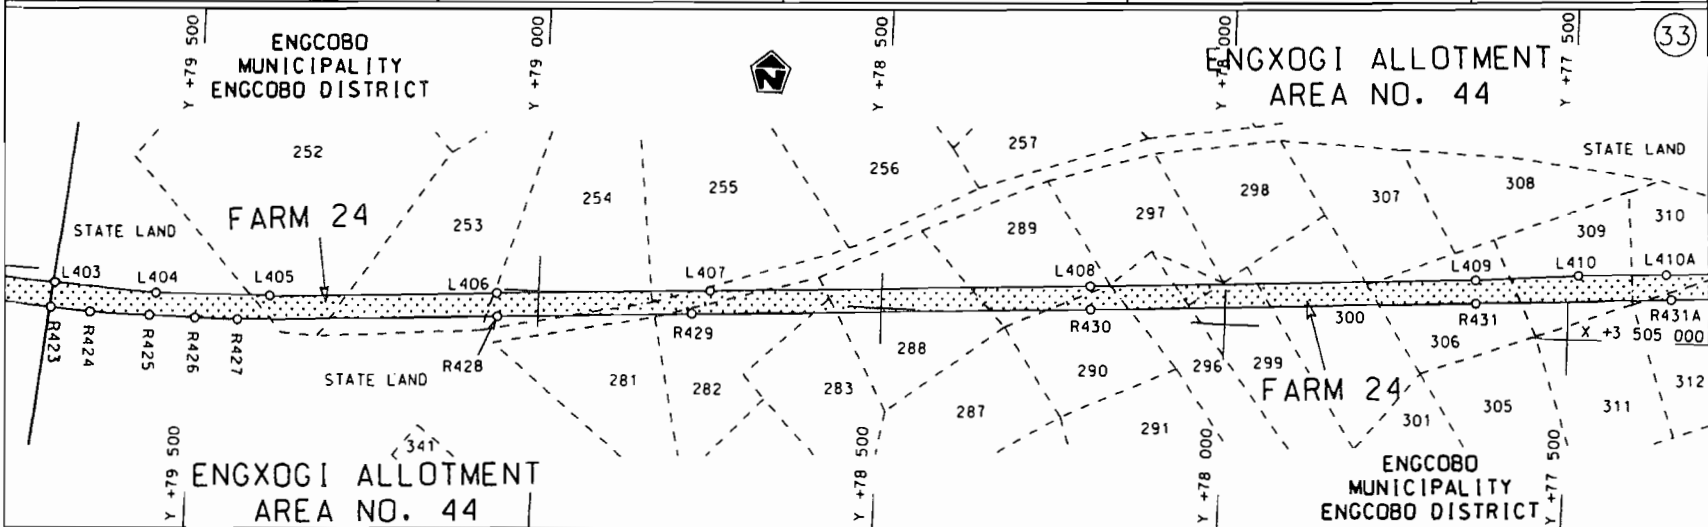 Y +79 500
ENGCOBO
MUNICIPALITY
ENGCOBO DISTRICT
Y +79 000
N
Y +78 500
Y +78 000
ENGXOGI ALLOTMENT
AREA NO. 44
Y +77 500
33
252
253
254
255
256
257
289
297
298
307
308
STATE LAND
309
310
STATE LAND
FARM 24
L403
L404
L405
L406
L407
L408
L409
L410
L410A
R423
R424
R425
R426
R427
R428
R429
R430
R431
R431A
X +3 505 000
STATE LAND
281
282
283
288
287
290
291
296
299
300
306
301
305
311
312
FARM 24
341
Y +79 500
ENGXOGI ALLOTMENT
AREA NO. 44
Y +78 500
Y +78 000
ENGCOBO
MUNICIPALITY
ENGCOBO DISTRICT
Y +77 500